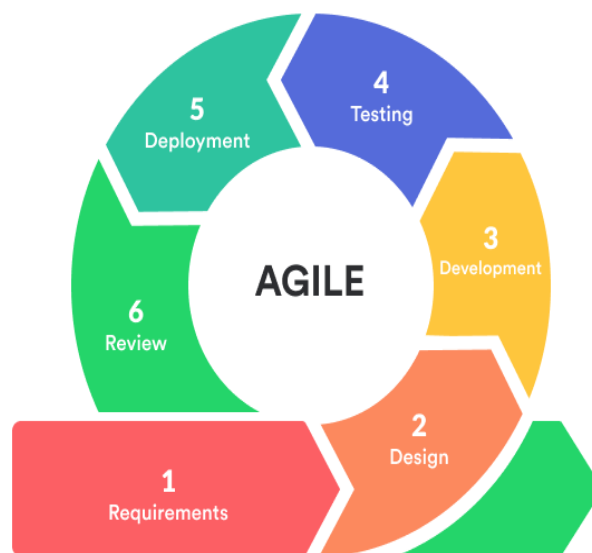 AGILE
1
Requirements
2
Design
3
Development
4
Testing
5
Deployment
6
Review